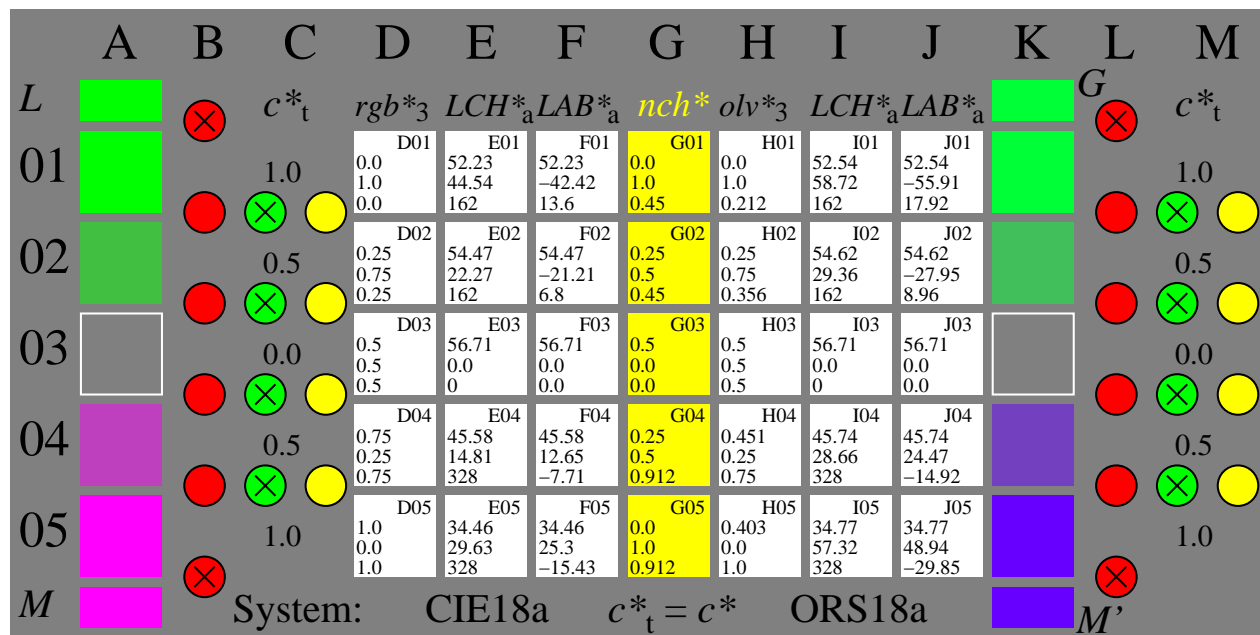 A B C D E F G H I J K L M
L c*t rgb*3 LCH*a LAB*a nch* olv*3 LCH*a LAB*a G c*t
01 1.0 D01 E01 F01 G01 H01 I01 J01 1.0
0.0 52.23 52.23 0.0 0.0 52.54 52.54
1.0 44.54 −42.42 1.0 1.0 58.72 −55.91
0.0 162 13.6 0.45 0.212 162 17.92
02 0.5 D02 E02 F02 G02 H02 I02 J02 0.5
0.25 54.47 54.47 0.25 0.25 54.62 54.62
0.75 22.27 −21.21 0.5 0.75 29.36 −27.95
0.25 162 6.8 0.45 0.356 162 8.96
03 0.0 D03 E03 F03 G03 H03 I03 J03 0.0
0.5 56.71 56.71 0.5 0.5 56.71 56.71
0.5 0.0 0.0 0.0 0.5 0.0 0.0
0.5 0 0.0 0.0 0.5 0 0.0
04 0.5 D04 E04 F04 G04 H04 I04 J04 0.5
0.75 45.58 45.58 0.25 0.451 45.74 45.74
0.25 14.81 12.65 0.5 0.25 28.66 24.47
0.75 328 −7.71 0.912 0.75 328 −14.92
05 1.0 D05 E05 F05 G05 H05 I05 J05 1.0
1.0 34.46 34.46 0.0 0.403 34.77 34.77
0.0 29.63 25.3 1.0 0.0 57.32 48.94
1.0 328 −15.43 0.912 1.0 328 −29.85
M System: CIE18a c*t = c* ORS18a M’